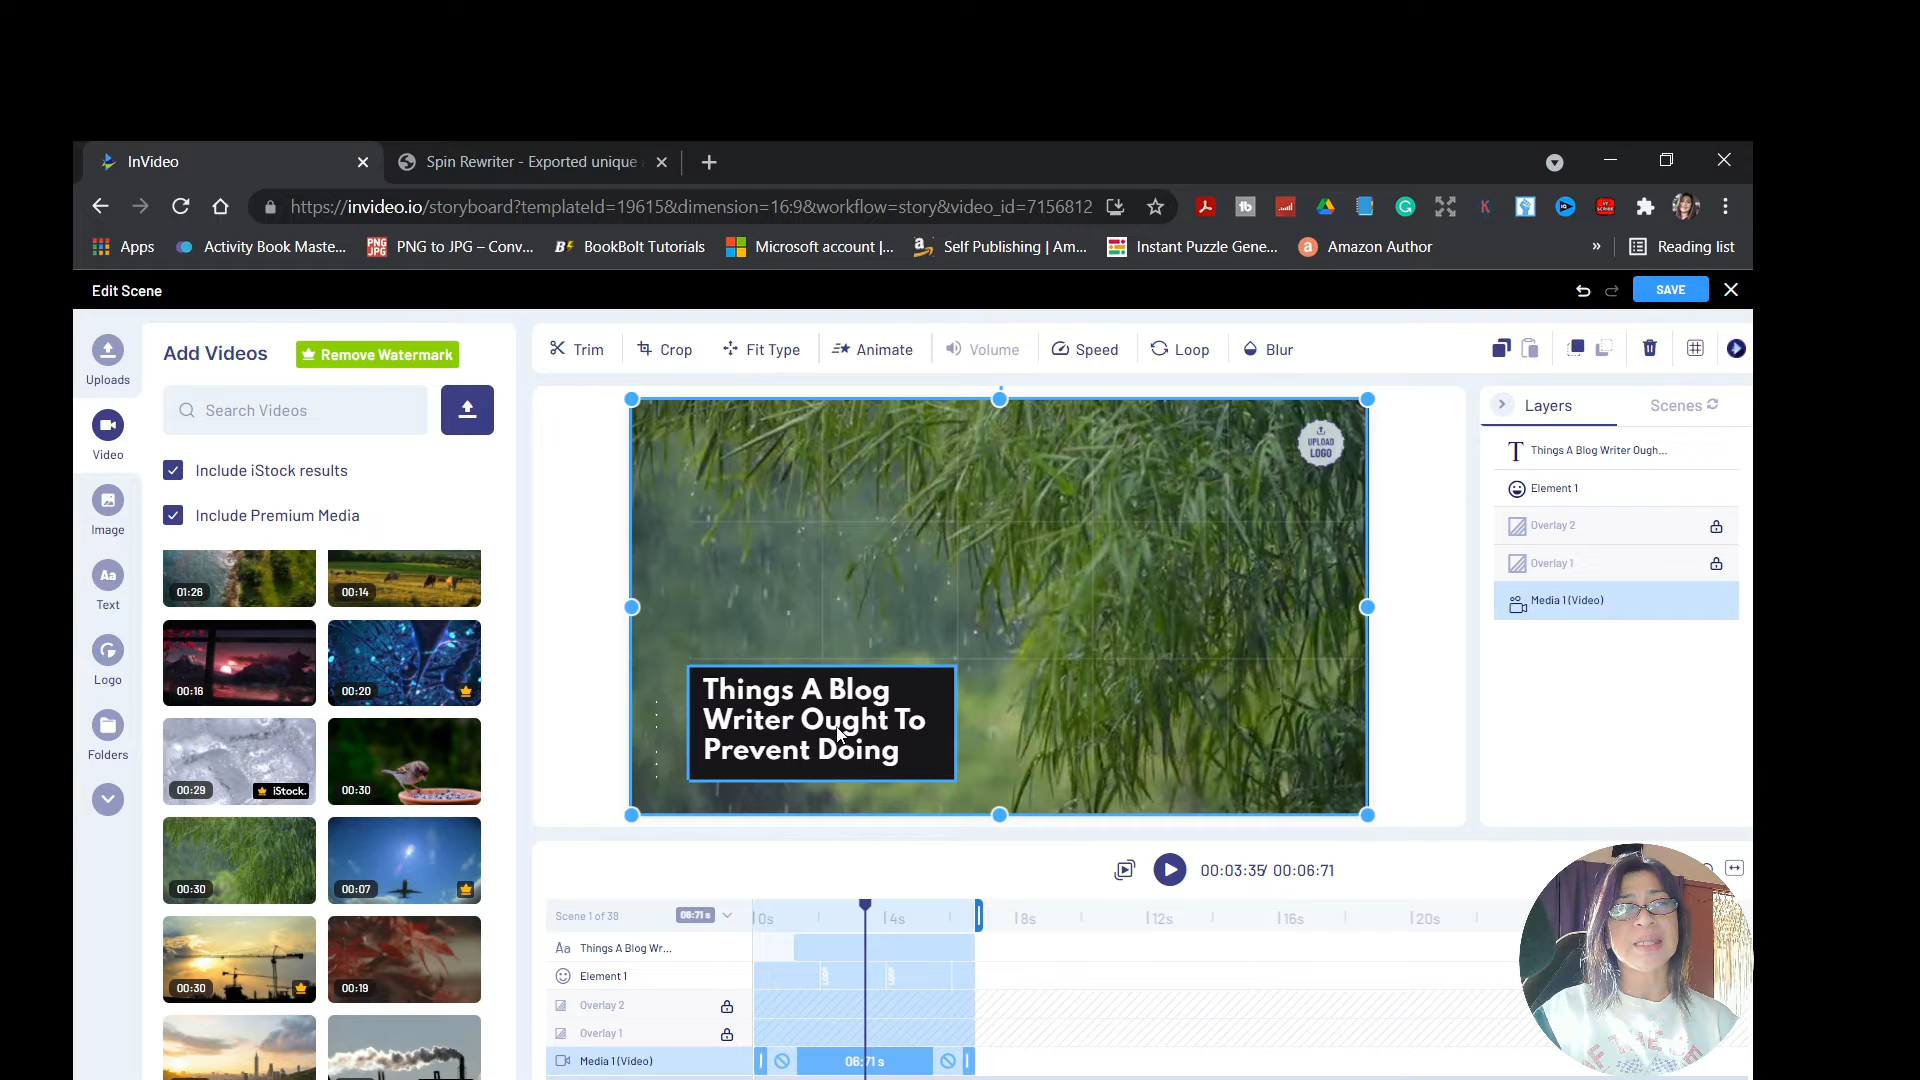 InVideo
Spin Rewriter - Exported unique
https://invideo.io/storyboard?templateId=19615&dimension=16:9&workflow=story&video_id=7156812
Apps
Activity Book Maste...
PNG to JPG – Conv...
BookBolt Tutorials
Microsoft account |...
Self Publishing | Am...
Instant Puzzle Gene...
Amazon Author
»
Reading list
Edit Scene
SAVE
Uploads
Video
Image
Text
Logo
Folders
Add Videos
Remove Watermark
Search Videos
Include iStock results
Include Premium Media
01:26
00:14
00:16
00:20
00:29
iStock.
00:30
00:30
00:07
00:30
00:19
Trim
Crop
Fit Type
Animate
Volume
Speed
Loop
Blur
UPLOAD
LOGO
Things A Blog
Writer Ought To
Prevent Doing
Layers
Scenes
Things A Blog Writer Ough...
Element 1
Overlay 2
Overlay 1
Media 1 (Video)
00:03:35/ 00:06:71
Scene 1 of 38
06:71 s
0s
4s
8s
12s
16s
20s
Aa Things A Blog Wr...
Element 1
LOOP
LOOP
Overlay 2
Overlay 1
Media 1 (Video)
06:71 s